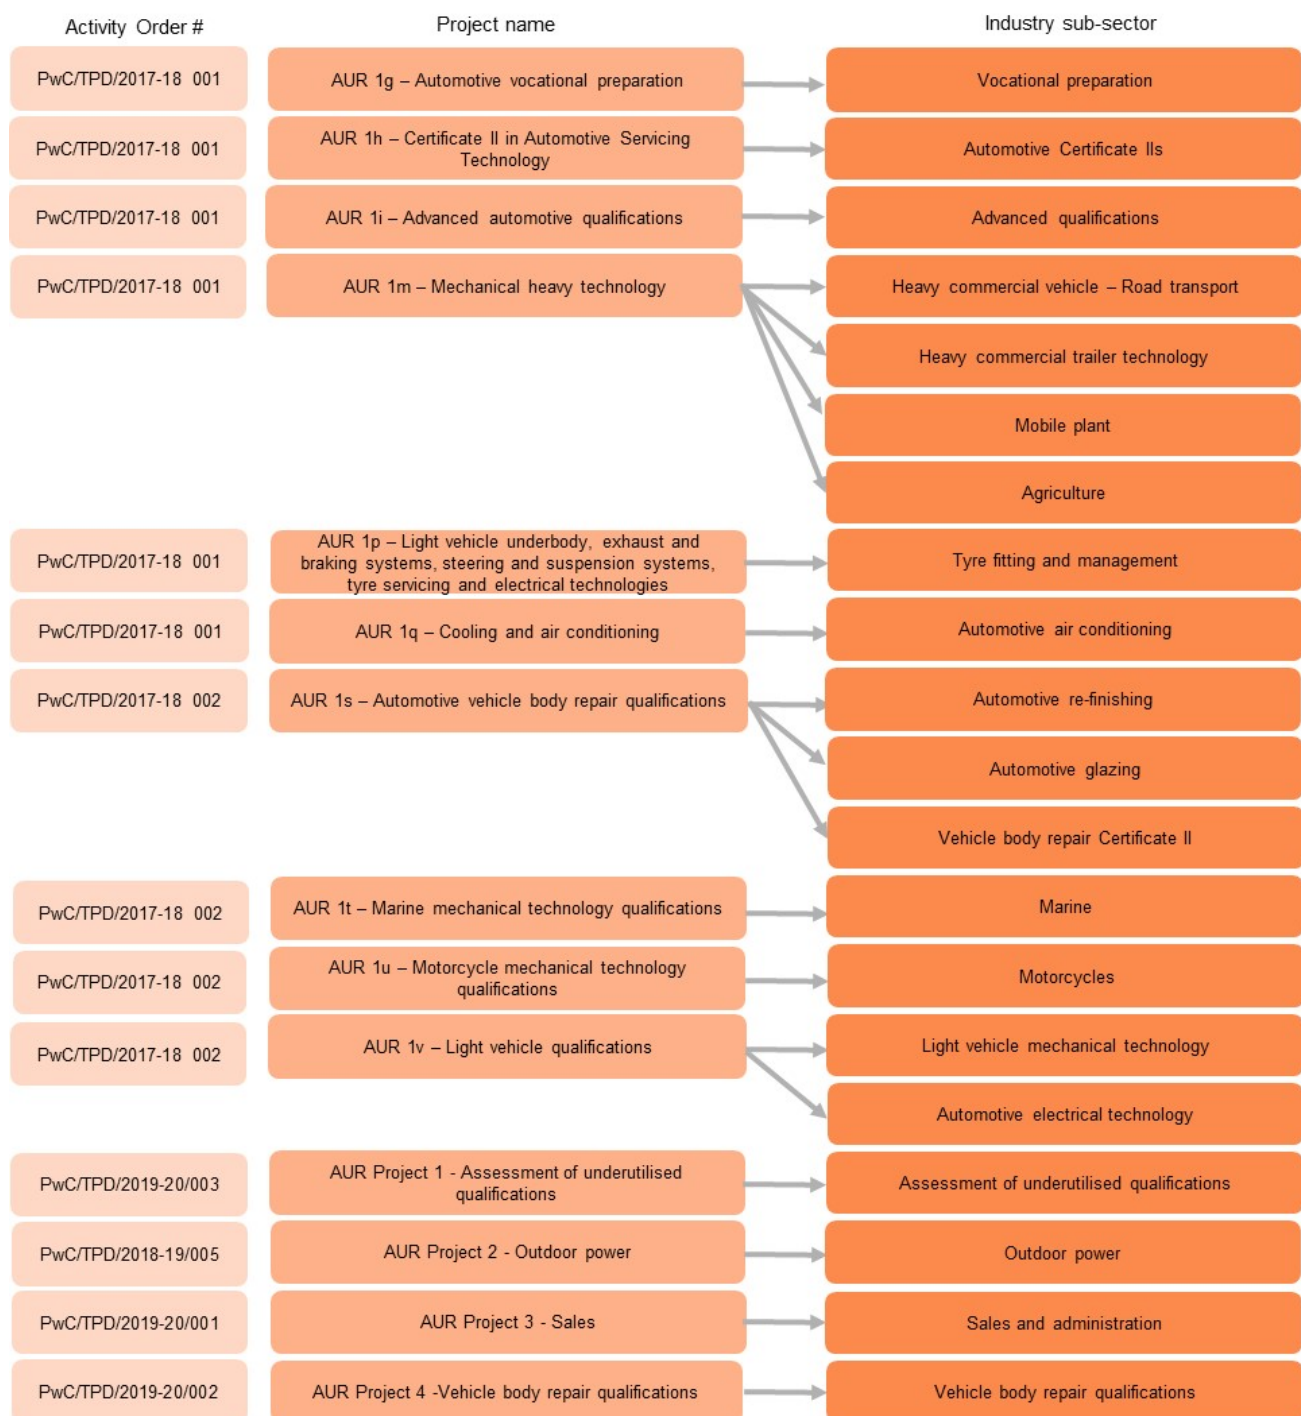 Activity Order #
Project name
Industry sub-sector
PwC/TPD/2017-18 001
AUR 1g – Automotive vocational preparation
Vocational preparation
PwC/TPD/2017-18 001
AUR 1h – Certificate II in Automotive Servicing
Technology
Automotive Certificate IIs
PwC/TPD/2017-18 001
AUR 1i – Advanced automotive qualifications
Advanced qualifications
PwC/TPD/2017-18 001
AUR 1m – Mechanical heavy technology
Heavy commercial vehicle – Road transport
Heavy commercial trailer technology
Mobile plant
Agriculture
PwC/TPD/2017-18 001
AUR 1p – Light vehicle underbody, exhaust and
braking systems, steering and suspension systems,
tyre servicing and electrical technologies
Tyre fitting and management
PwC/TPD/2017-18 001
AUR 1q – Cooling and air conditioning
Automotive air conditioning
PwC/TPD/2017-18 002
AUR 1s – Automotive vehicle body repair qualifications
Automotive re-finishing
Automotive glazing
Vehicle body repair Certificate II
PwC/TPD/2017-18 002
AUR 1t – Marine mechanical technology qualifications
Marine
PwC/TPD/2017-18 002
AUR 1u – Motorcycle mechanical technology
qualifications
Motorcycles
PwC/TPD/2017-18 002
AUR 1v – Light vehicle qualifications
Light vehicle mechanical technology
Automotive electrical technology
PwC/TPD/2019-20/003
AUR Project 1 - Assessment of underutilised
qualifications
Assessment of underutilised qualifications
PwC/TPD/2018-19/005
AUR Project 2 - Outdoor power
Outdoor power
PwC/TPD/2019-20/001
AUR Project 3 - Sales
Sales and administration
PwC/TPD/2019-20/002
AUR Project 4 -Vehicle body repair qualifications
Vehicle body repair qualifications